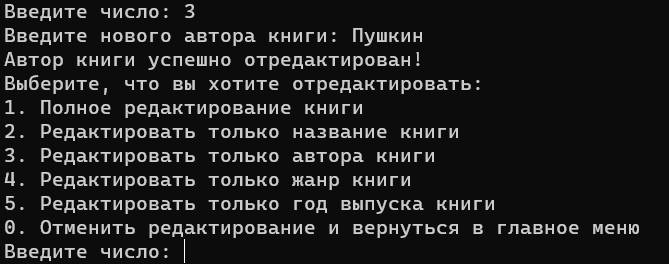 Введите число: 3
Введите нового автора книги: Пушкин
Автор книги успешно отредактирован!
Выберите, что вы хотите отредактировать:
1. Полное редактирование книги
2. Редактировать только название книги
3. Редактировать только автора книги
4. Редактировать только жанр книги
5. Редактировать только год выпуска книги
0. Отменить редактирование и вернуться в главное меню
Введите число: